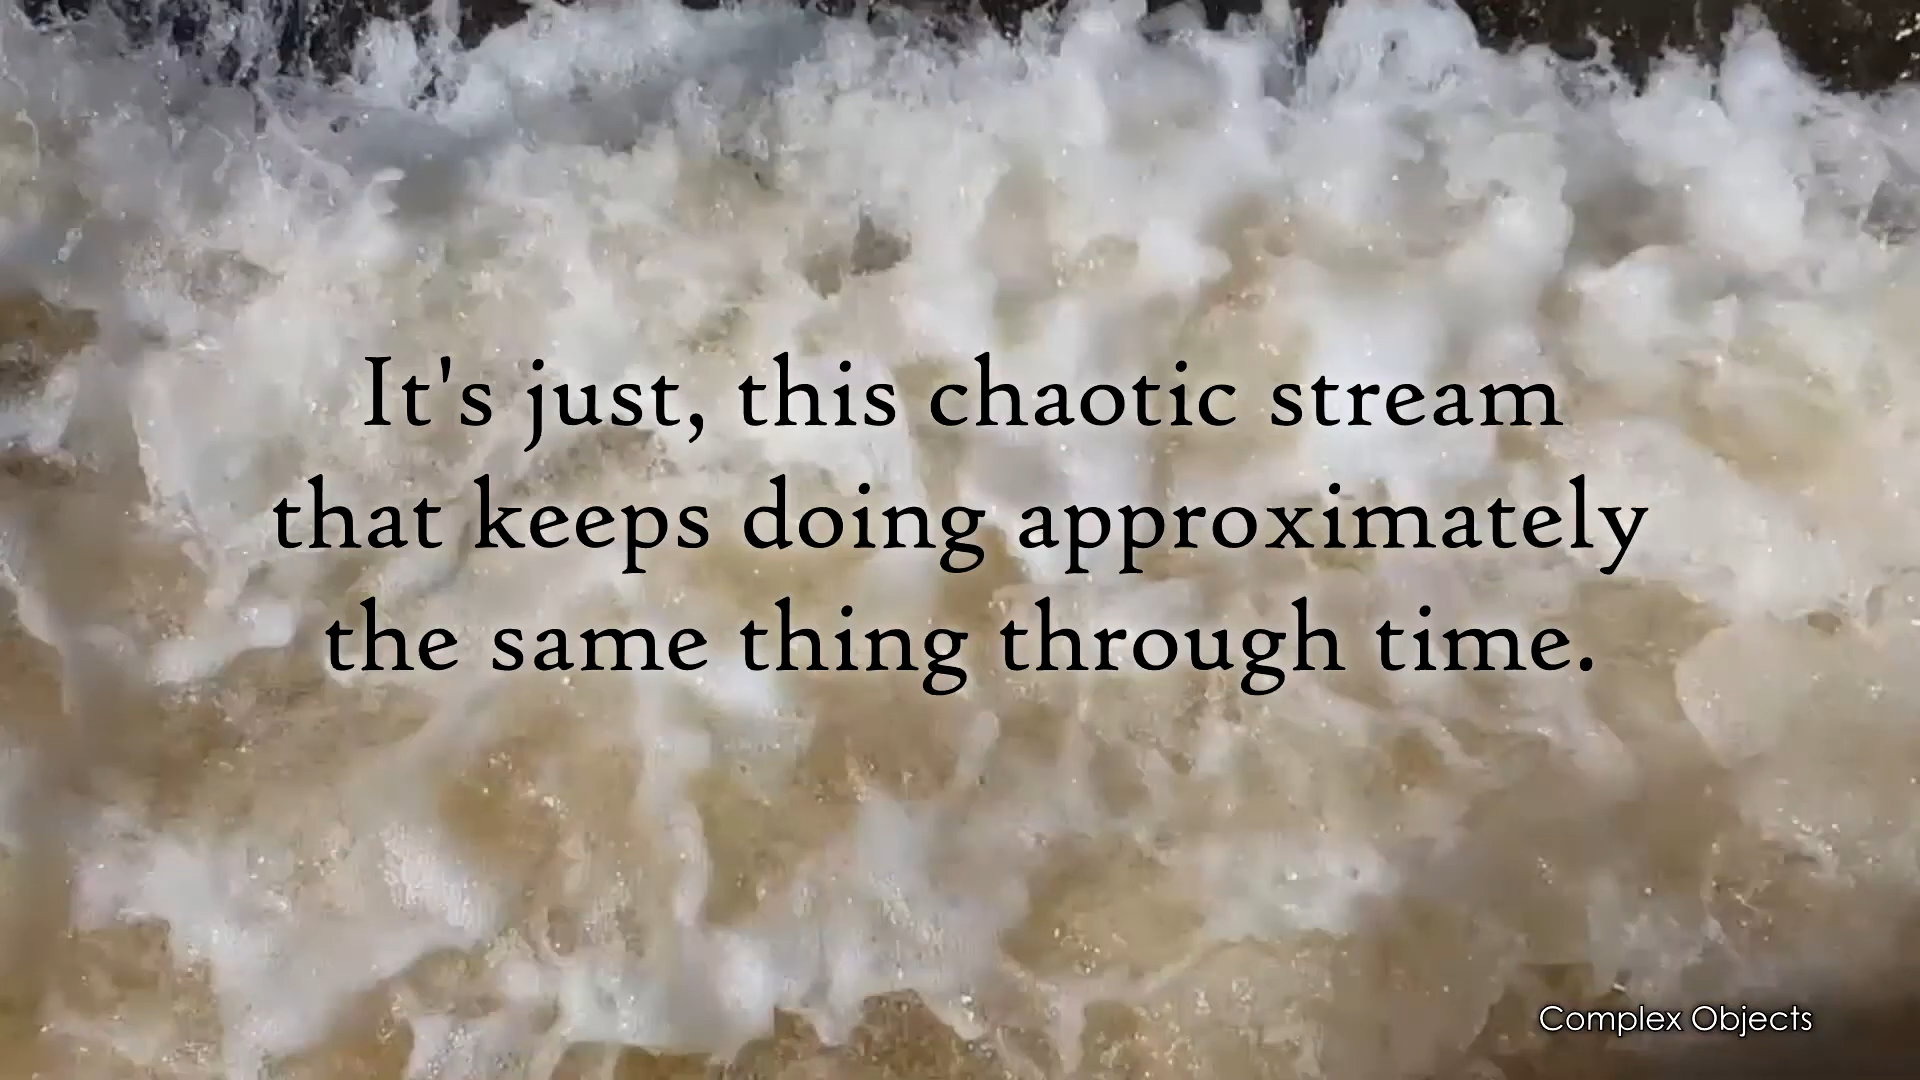 It's just, this chaotic stream
that keeps doing approximately
the same thing through time.
Complex Objects